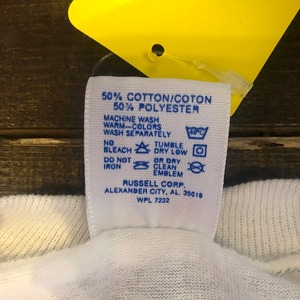 50% COTTON/COTON
50% POLYESTER
MACHINE WASH
WARM-COLORS
WASH SEPARATELY
NO BLEACH TUMBLE DRY LOW
DO NOT IRON OR DRY CLEAN EMBLEM
RUSSELL CORP.
ALEXANDER CITY, AL, 35010
WPL 7232